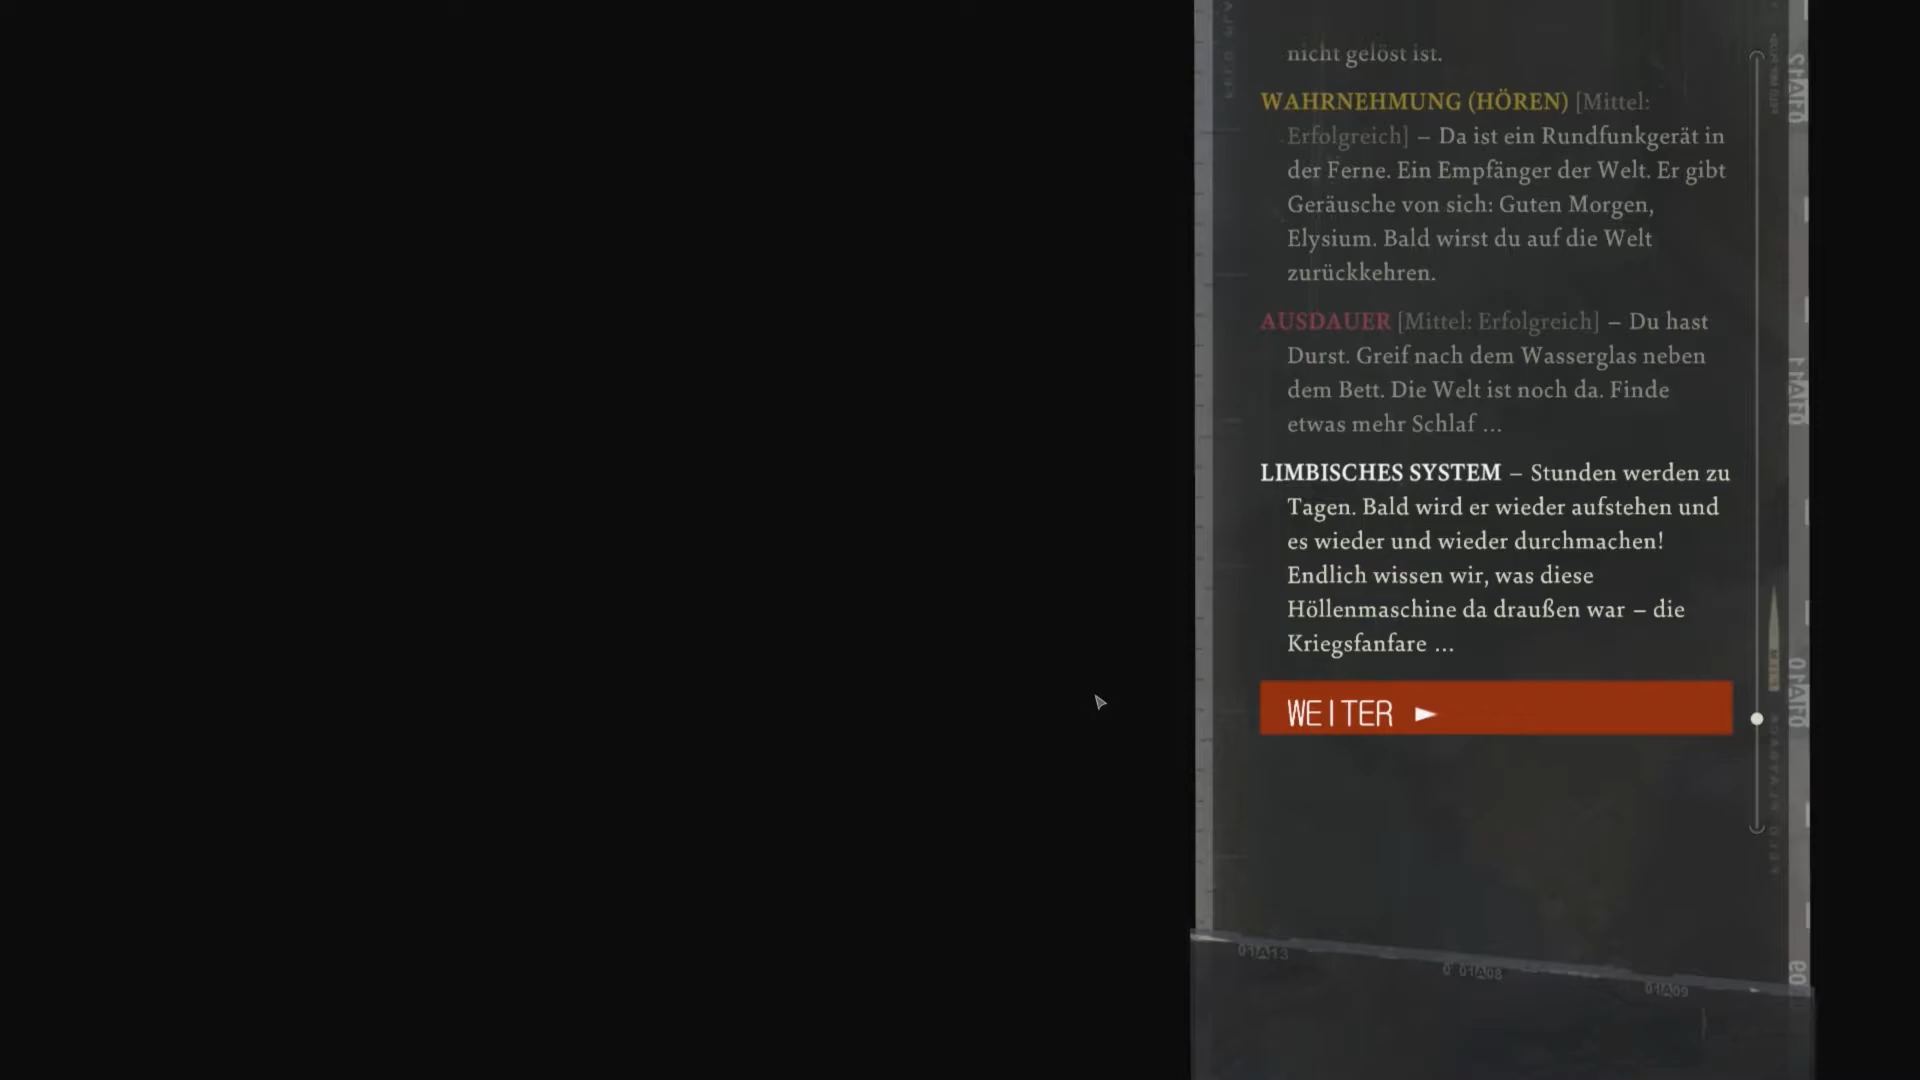 nicht gelöst ist.
WAHRNEHMUNG (HÖREN) [Mittel:
Erfolgreich] – Da ist ein Rundfunkgerät in
der Ferne. Ein Empfänger der Welt. Er gibt
Geräusche von sich: Guten Morgen,
Elysium. Bald wirst du auf die Welt
zurückkehren.
AUSDAUER [Mittel: Erfolgreich] – Du hast
Durst. Greif nach dem Wasserglas neben
dem Bett. Die Welt ist noch da. Finde
etwas mehr Schlaf ...
LIMBISCHES SYSTEM – Stunden werden zu
Tagen. Bald wird er wieder aufstehen und
es wieder und wieder durchmachen!
Endlich wissen wir, was diese
Höllenmaschine da draußen war – die
Kriegsfanfare ...
WEITER ►
01A13
0 01A08
01A09